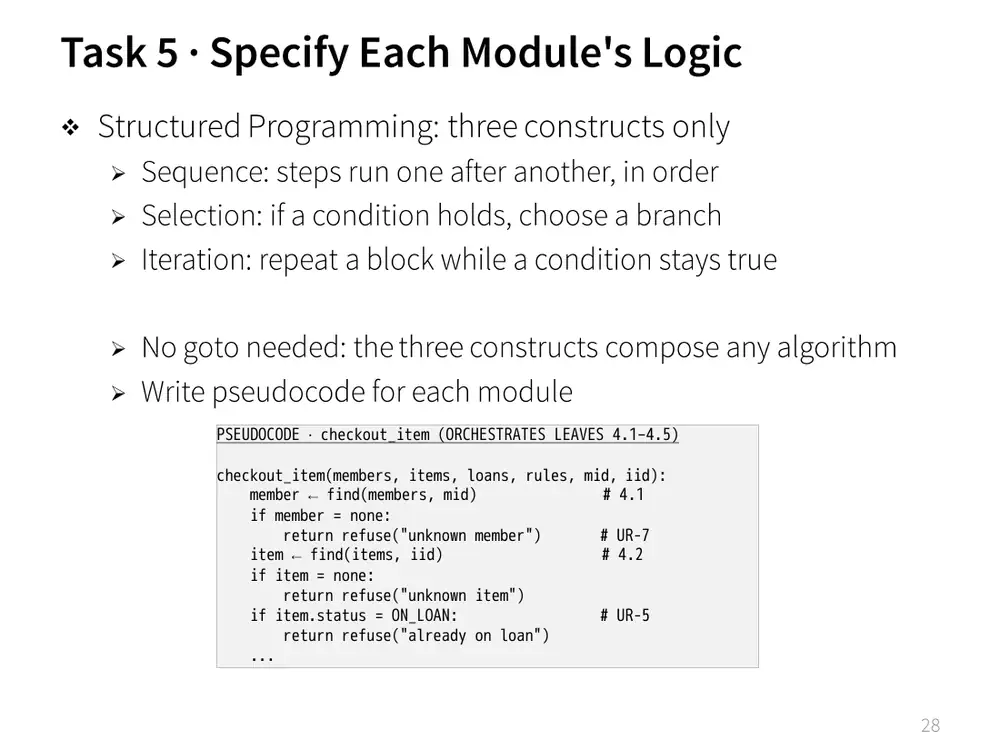 Task 5 · Specify Each Module's Logic
❖ Structured Programming: three constructs only
➢ Sequence: steps run one after another, in order
➢ Selection: if a condition holds, choose a branch
➢ Iteration: repeat a block while a condition stays true
➢ No goto needed: the three constructs compose any algorithm
➢ Write pseudocode for each module
PSEUDOCODE · checkout_item (ORCHESTRATES LEAVES 4.1–4.5)
checkout_item(members, items, loans, rules, mid, iid):
    member ← find(members, mid)               # 4.1
    if member = none:
        return refuse("unknown member")       # UR-7
    item ← find(items, iid)                   # 4.2
    if item = none:
        return refuse("unknown item")
    if item.status = ON_LOAN:                 # UR-5
        return refuse("already on loan")
    ...
28